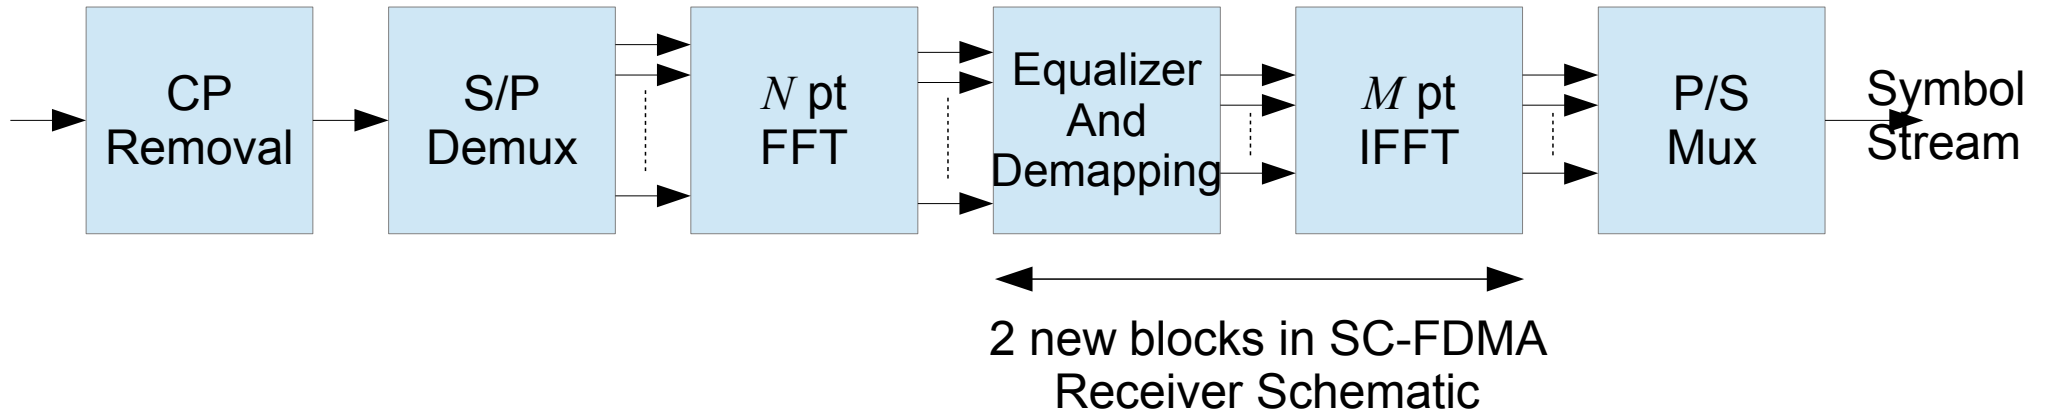 CP
Removal
S/P
Demux
N pt
FFT
Equalizer
And
Demapping
M pt
IFFT
P/S
Mux
Symbol
Stream
2 new blocks in SC-FDMA
Receiver Schematic